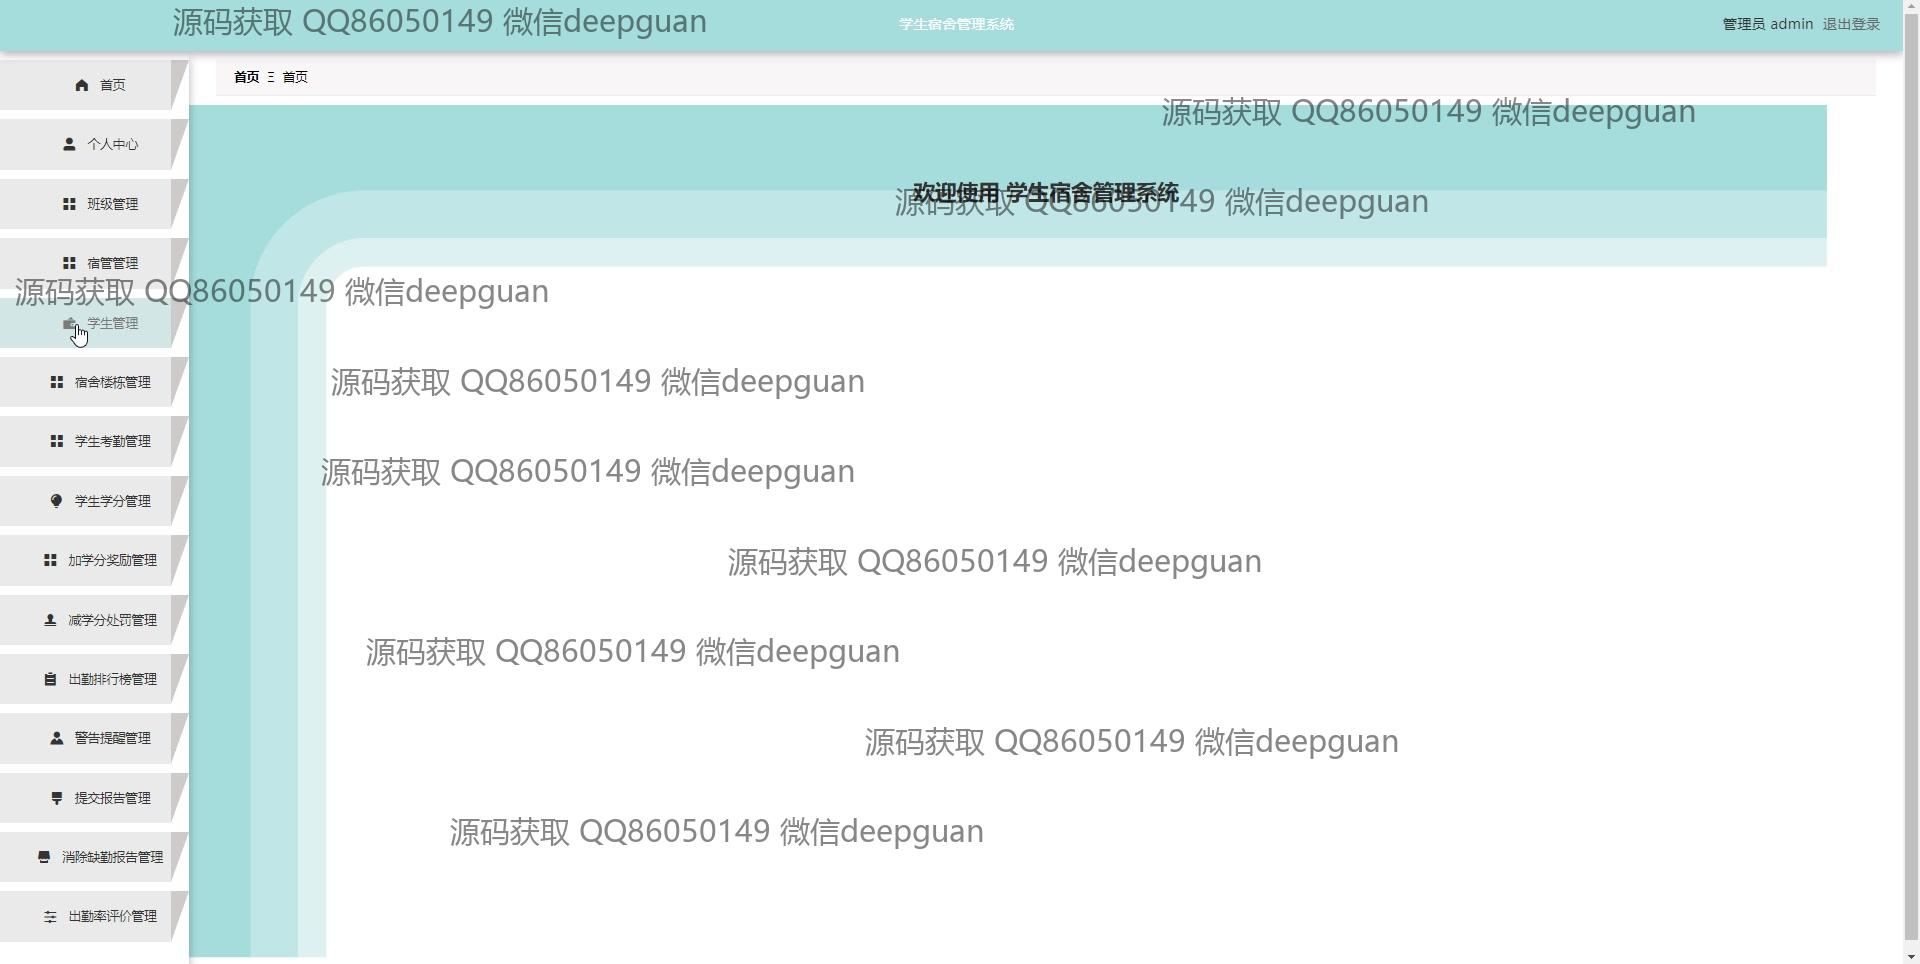 源码获取 QQ86050149 微信deepguan
学生宿舍管理系统
管理员 admin 退出登录
首页 Ξ 首页
首页
个人中心
班级管理
宿管管理
学生管理
宿舍楼栋管理
学生考勤管理
学生学分管理
加学分奖励管理
减学分处罚管理
出勤排行榜管理
警告提醒管理
提交报告管理
消除缺勤报告管理
出勤率评价管理
源码获取 QQ86050149 微信deepguan
欢迎使用 学生宿舍管理系统
源码获取 QQ86050149 微信deepguan
源码获取 QQ86050149 微信deepguan
源码获取 QQ86050149 微信deepguan
源码获取 QQ86050149 微信deepguan
源码获取 QQ86050149 微信deepguan
源码获取 QQ86050149 微信deepguan
源码获取 QQ86050149 微信deepguan
源码获取 QQ86050149 微信deepguan